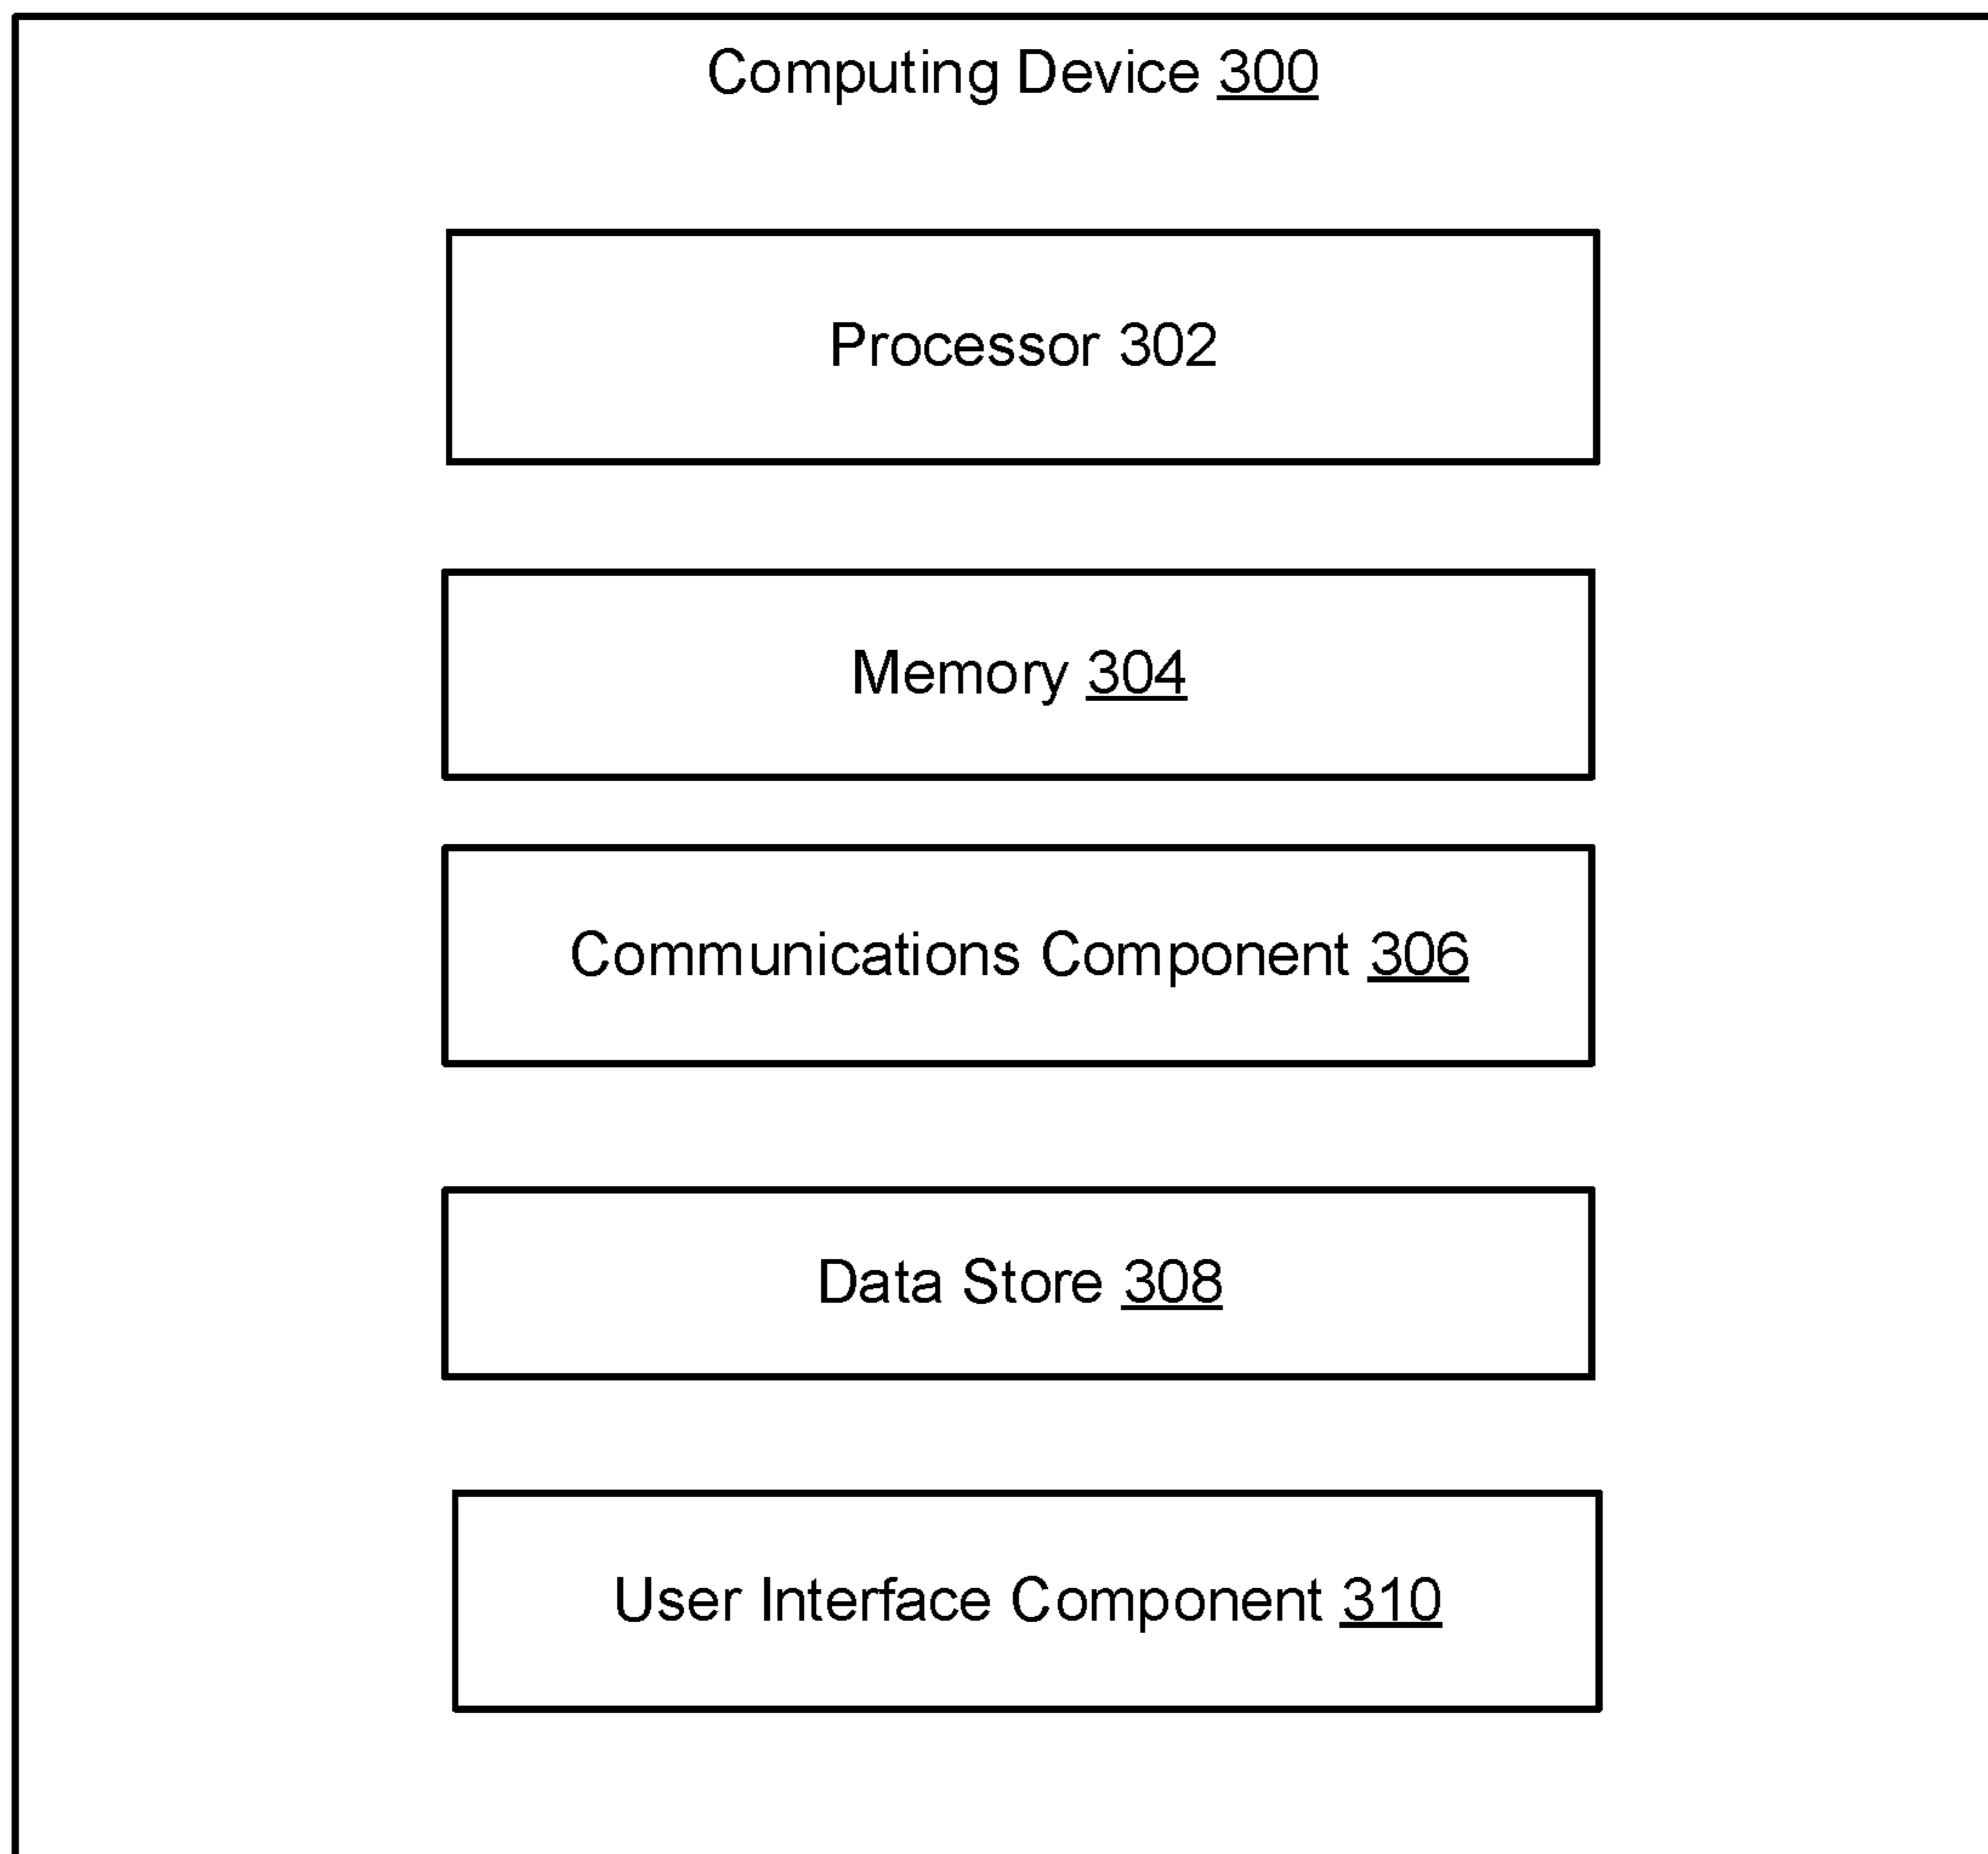 Computing Device 300
Processor 302
Memory 304
Communications Component 306
Data Store 308
User Interface Component 310